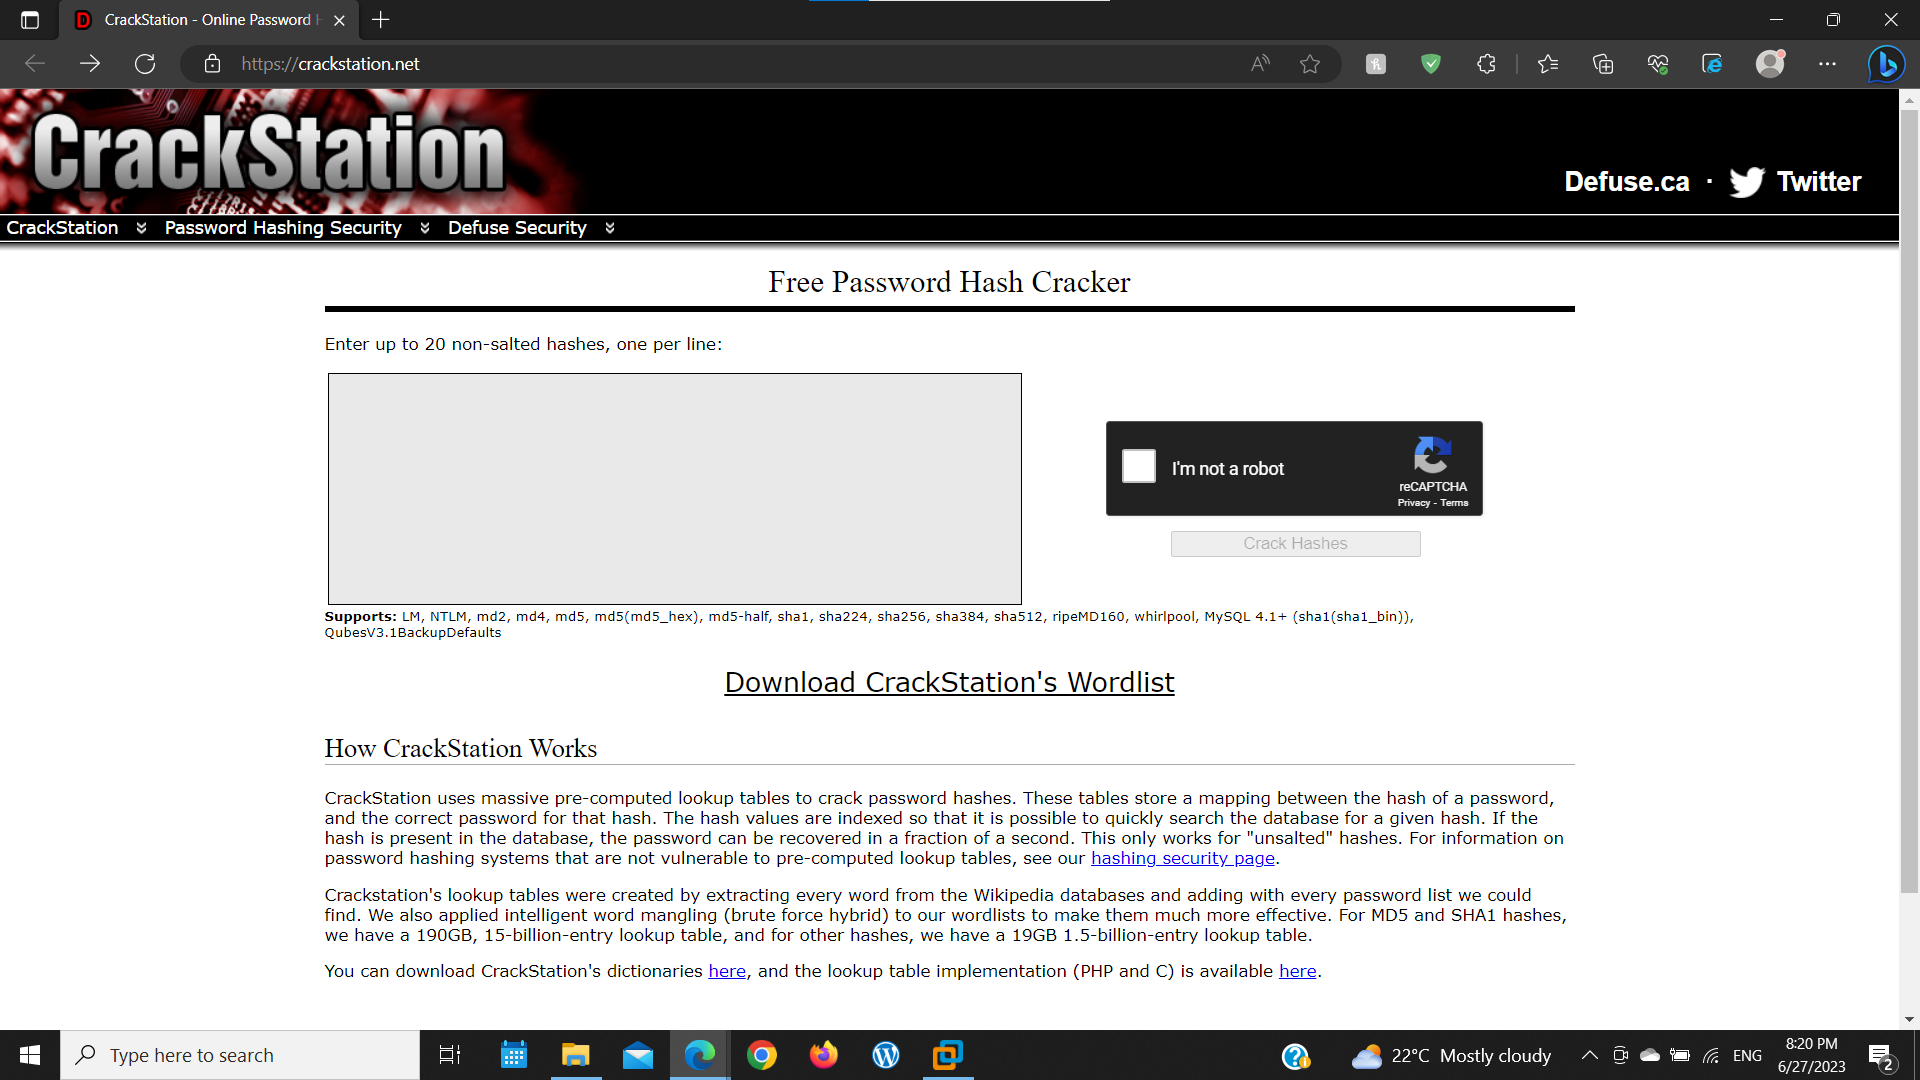 CrackStation - Online Password H
https://crackstation.net
CrackStation
Defuse.ca · Twitter
CrackStation Password Hashing Security Defuse Security
Free Password Hash Cracker
Enter up to 20 non-salted hashes, one per line:
I'm not a robot
reCAPTCHA
Privacy - Terms
Crack Hashes
Supports: LM, NTLM, md2, md4, md5, md5(md5_hex), md5-half, sha1, sha224, sha256, sha384, sha512, ripeMD160, whirlpool, MySQL 4.1+ (sha1(sha1_bin)),
QubesV3.1BackupDefaults
Download CrackStation's Wordlist
How CrackStation Works
CrackStation uses massive pre-computed lookup tables to crack password hashes. These tables store a mapping between the hash of a password,
and the correct password for that hash. The hash values are indexed so that it is possible to quickly search the database for a given hash. If the
hash is present in the database, the password can be recovered in a fraction of a second. This only works for "unsalted" hashes. For information on
password hashing systems that are not vulnerable to pre-computed lookup tables, see our hashing security page.
Crackstation's lookup tables were created by extracting every word from the Wikipedia databases and adding with every password list we could
find. We also applied intelligent word mangling (brute force hybrid) to our wordlists to make them much more effective. For MD5 and SHA1 hashes,
we have a 190GB, 15-billion-entry lookup table, and for other hashes, we have a 19GB 1.5-billion-entry lookup table.
You can download CrackStation's dictionaries here, and the lookup table implementation (PHP and C) is available here.
Type here to search
22°C Mostly cloudy
ENG
8:20 PM
6/27/2023
2